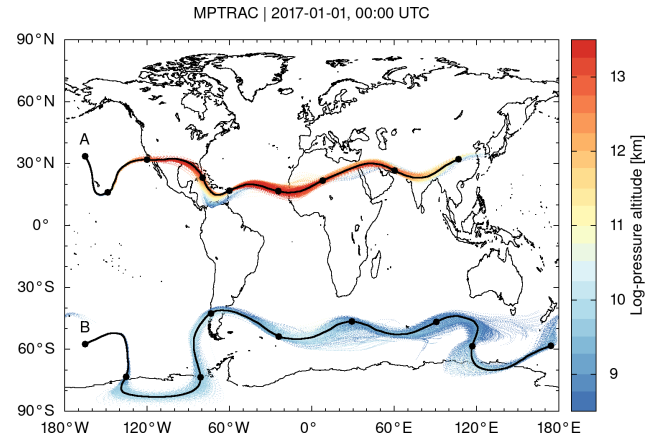 MPTRAC | 2017-01-01, 00:00 UTC
90°N
60°N
30°N
0°
30°S
60°S
90°S
A
B
180°W
120°W
60°W
0°
60°E
120°E
180°E
13
12
11
10
9
Log-pressure altitude [km]